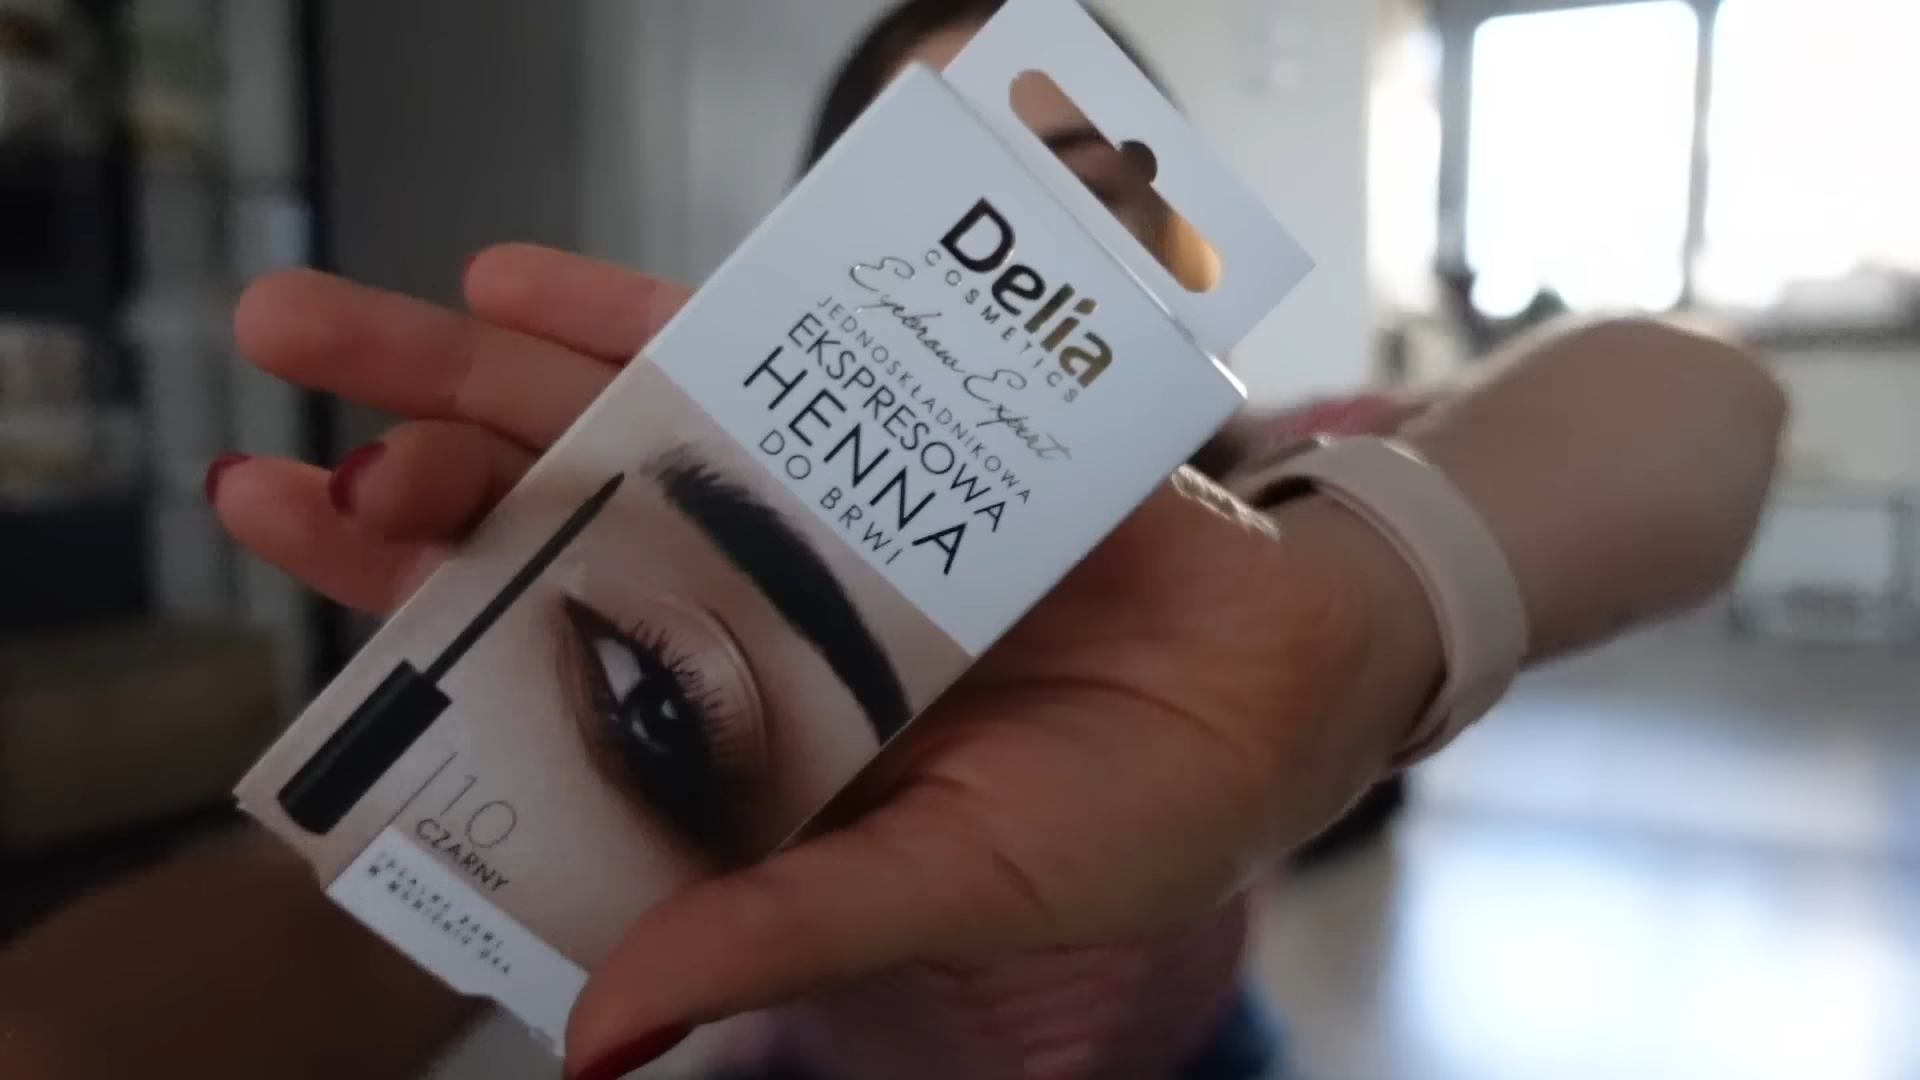 Delia
COSMETICS
Eyebrow Expert
JEDNOSKŁADNIKOWA
EKSPRESOWA
HENNA
DO BRWI
1.0
CZARNY